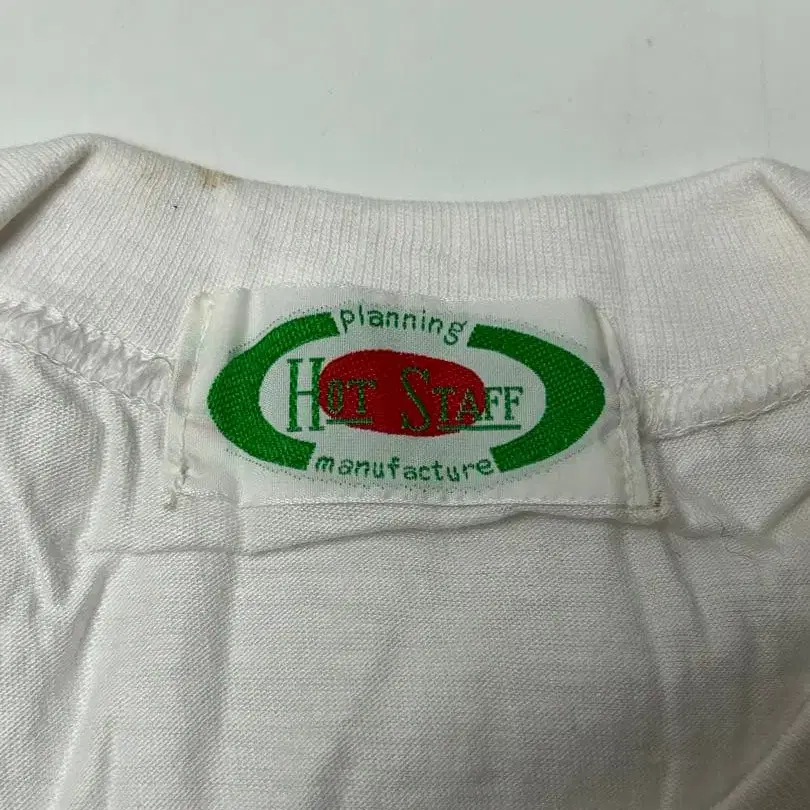 planning
HOT STAFF
manufacture